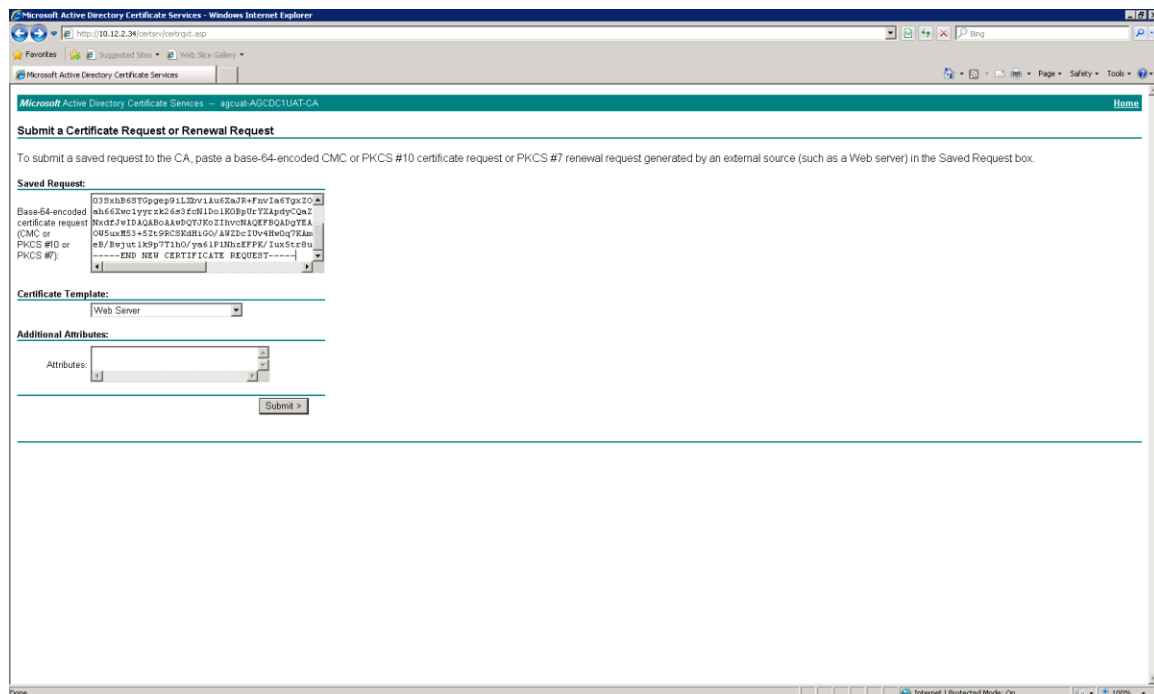 Microsoft Active Directory Certificate Services - Windows Internet Explorer
http://10.12.2.34/certsrv/certrqxt.asp
Bing
Favorites Suggested Sites Web Slice Gallery
Microsoft Active Directory Certificate Services
Page Safety Tools
Microsoft Active Directory Certificate Services -- agcuat-AGCDC1UAT-CA Home
Submit a Certificate Request or Renewal Request
To submit a saved request to the CA, paste a base-64-encoded CMC or PKCS #10 certificate request or PKCS #7 renewal request generated by an external source (such as a Web server) in the Saved Request box.
Saved Request:
Base-64-encoded
certificate request
(CMC or
PKCS #10 or
PKCS #7):
-----END NEW CERTIFICATE REQUEST-----
Certificate Template:
Web Server
Additional Attributes:
Attributes:
Submit >
Done
Internet | Protected Mode: On
100%